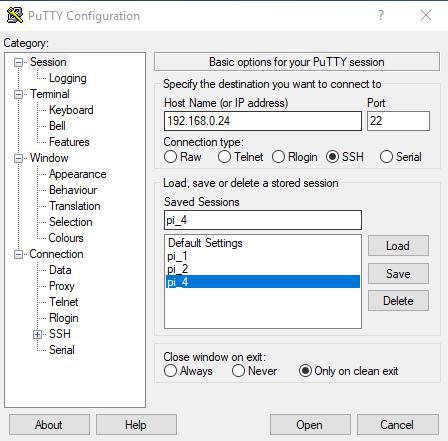 PuTTY Configuration
? X
Category:
Session
Logging
Terminal
Keyboard
Bell
Features
Window
Appearance
Behaviour
Translation
Selection
Colours
Connection
Data
Proxy
Telnet
Rlogin
SSH
Serial
Basic options for your PuTTY session
Specify the destination you want to connect to
Host Name (or IP address) Port
192.168.0.24 22
Connection type:
Raw Telnet Rlogin SSH Serial
Load, save or delete a stored session
Saved Sessions
pi_4
Default Settings
pi_1
pi_2
pi_4
Load
Save
Delete
Close window on exit:
Always Never Only on clean exit
About Help Open Cancel